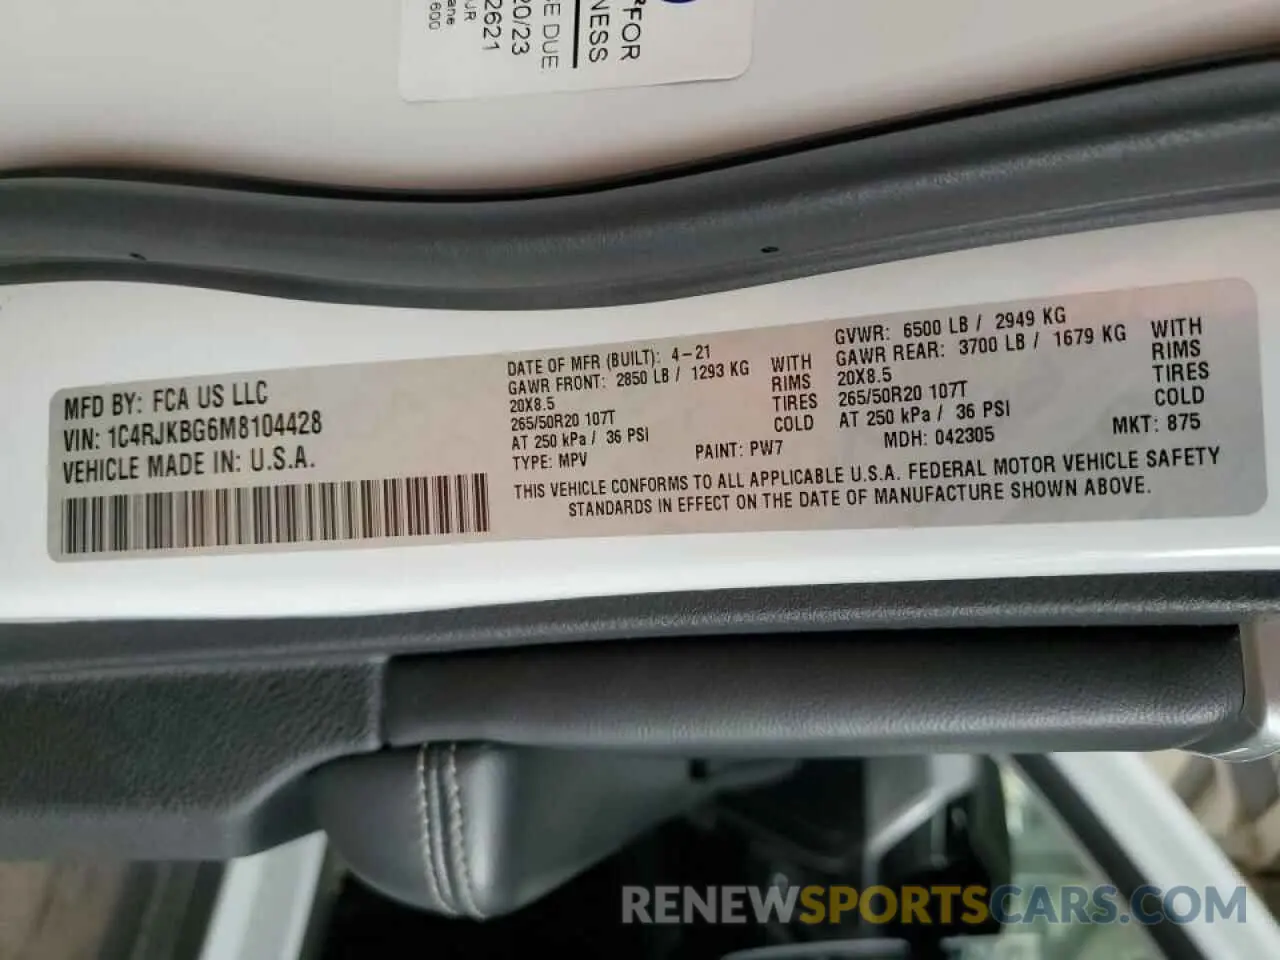 ²FOR
NESS
E DUE
20/23
2621
UR
ane
600
MFD BY: FCA US LLC
VIN: 1C4RJKBG6M8104428
VEHICLE MADE IN: U.S.A.
DATE OF MFR (BUILT): 4-21
GAWR FRONT: 2850 LB / 1293 KG WITH
20X8.5 RIMS
265/50R20 107T TIRES
AT 250 kPa / 36 PSI COLD
TYPE: MPV PAINT: PW7
GVWR: 6500 LB / 2949 KG
GAWR REAR: 3700 LB / 1679 KG WITH
20X8.5 RIMS
265/50R20 107T TIRES
AT 250 kPa / 36 PSI COLD
MDH: 042305 MKT: 875
THIS VEHICLE CONFORMS TO ALL APPLICABLE U.S.A. FEDERAL MOTOR VEHICLE SAFETY
STANDARDS IN EFFECT ON THE DATE OF MANUFACTURE SHOWN ABOVE.
RENEWSPORTSCARS.COM